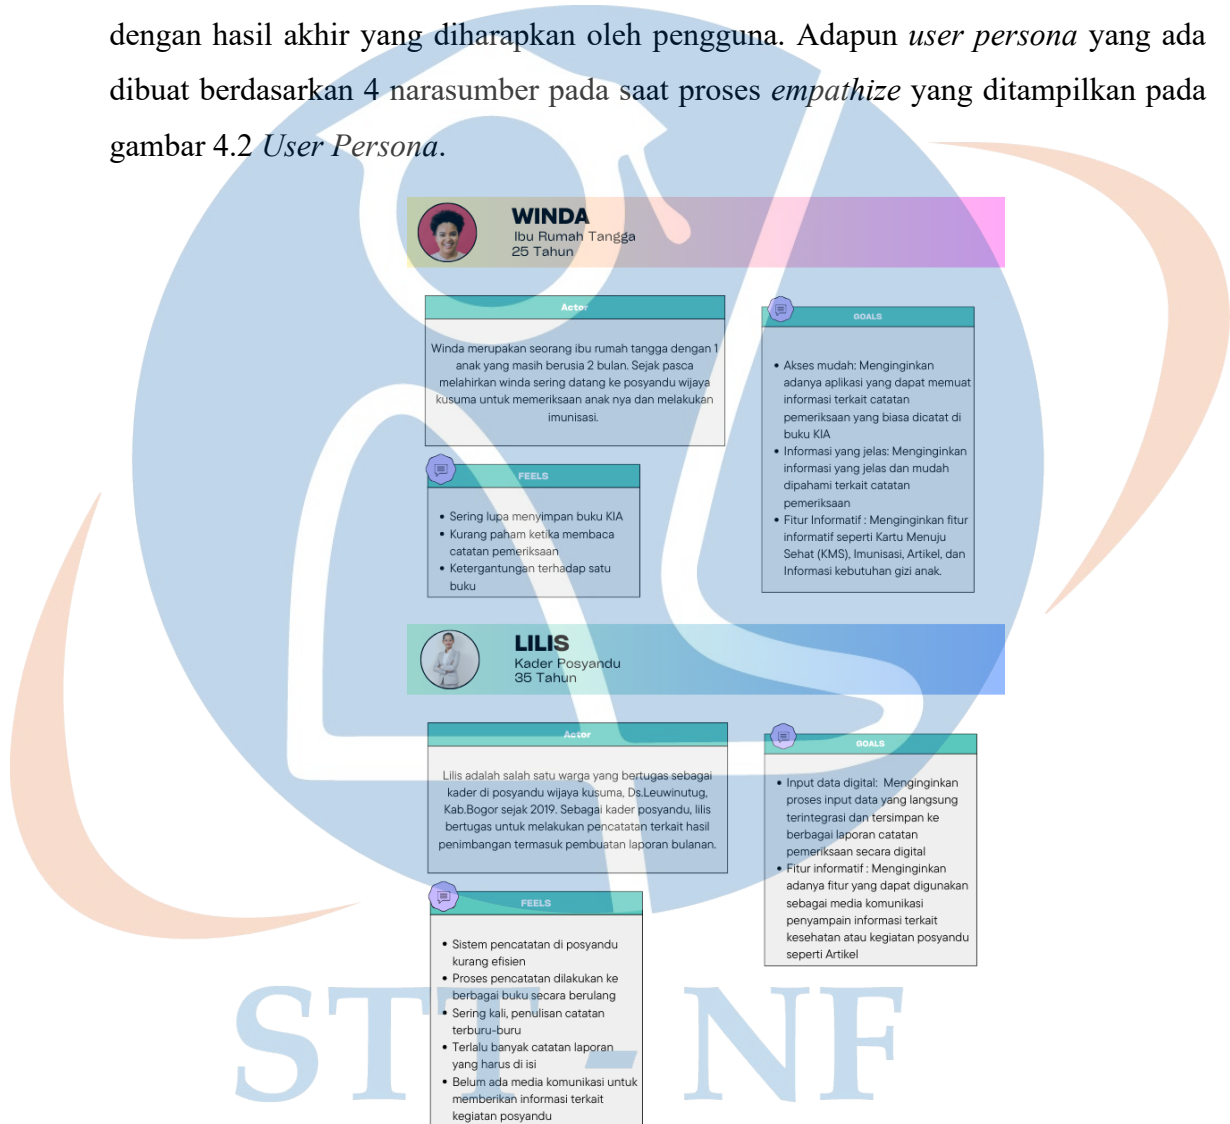 dengan hasil akhir yang diharapkan oleh pengguna. Adapun user persona yang ada
dibuat berdasarkan 4 narasumber pada saat proses empathize yang ditampilkan pada
gambar 4.2 User Persona.
WINDA
Ibu Rumah Tangga
25 Tahun
Actor
Winda merupakan seorang ibu rumah tangga dengan 1
anak yang masih berusia 2 bulan. Sejak pasca
melahirkan winda sering datang ke posyandu wijaya
kusuma untuk memeriksaan anak nya dan melakukan
imunisasi.
FEELS
Sering lupa menyimpan buku KIA
Kurang paham ketika membaca
catatan pemeriksaan
Ketergantungan terhadap satu
buku
GOALS
Akses mudah: Menginginkan
adanya aplikasi yang dapat memuat
informasi terkait catatan
pemeriksaan yang biasa dicatat di
buku KIA
Informasi yang jelas: Menginginkan
informasi yang jelas dan mudah
dipahami terkait catatan
pemeriksaan
Fitur Informatif : Menginginkan fitur
informatif seperti Kartu Menuju
Sehat (KMS), Imunisasi, Artikel, dan
Informasi kebutuhan gizi anak.
LILIS
Kader Posyandu
35 Tahun
Actor
Lilis adalah salah satu warga yang bertugas sebagai
kader di posyandu wijaya kusuma, Ds.Leuwinutug,
Kab.Bogor sejak 2019. Sebagai kader posyandu, lilis
bertugas untuk melakukan pencatatan terkait hasil
penimbangan termasuk pembuatan laporan bulanan.
FEELS
Sistem pencatatan di posyandu
kurang efisien
Proses pencatatan dilakukan ke
berbagai buku secara berulang
Sering kali, penulisan catatan
terburu-buru
Terlalu banyak catatan laporan
yang harus di isi
Belum ada media komunikasi untuk
memberikan informasi terkait
kegiatan posyandu
GOALS
Input data digital: Menginginkan
proses input data yang langsung
terintegrasi dan tersimpan ke
berbagai laporan catatan
pemeriksaan secara digital
Fitur informatif : Menginginkan
adanya fitur yang dapat digunakan
sebagai media komunikasi
penyampain informasi terkait
kesehatan atau kegiatan posyandu
seperti Artikel
STT - NF